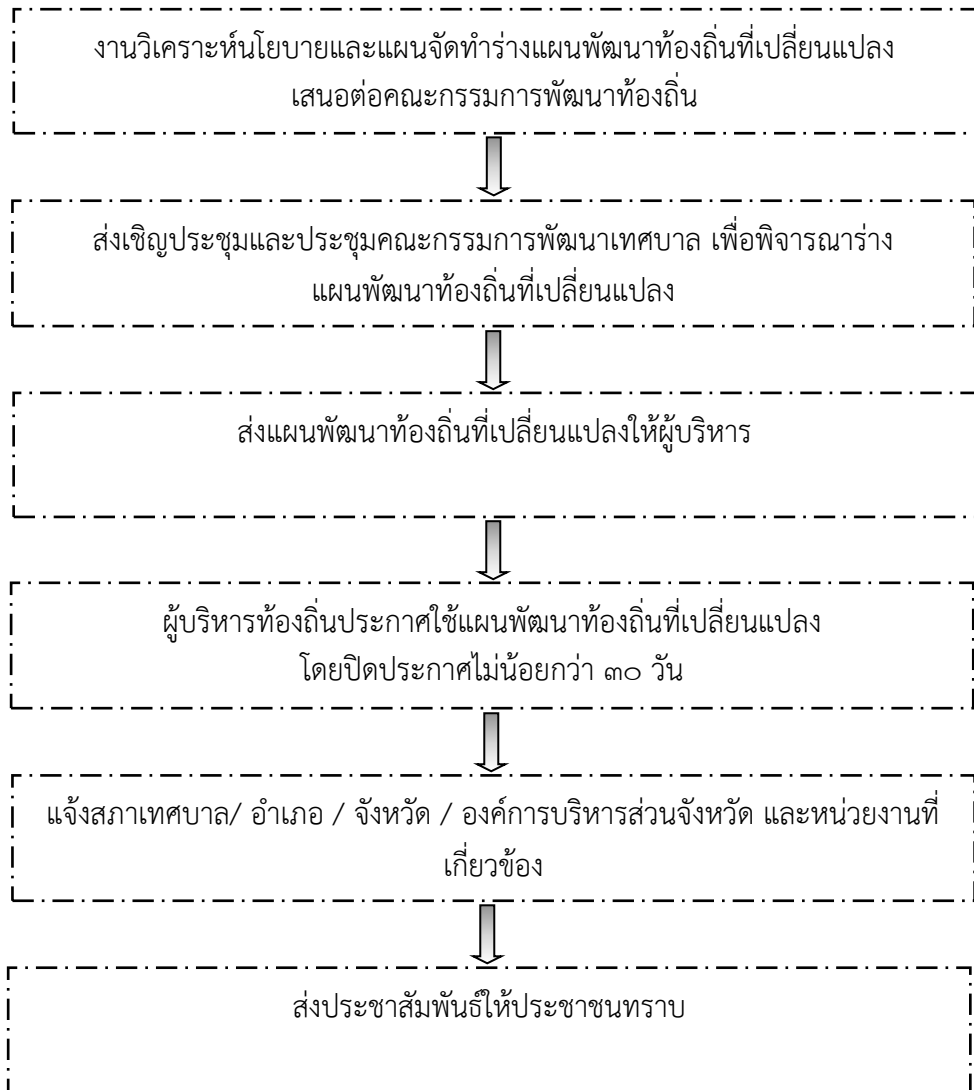 งานวิเคราะห์นโยบายและแผนจัดทำร่างแผนพัฒนาท้องถิ่นที่เปลี่ยนแปลง
เสนอต่อคณะกรรมการพัฒนาท้องถิ่น
ส่งเชิญประชุมและประชุมคณะกรรมการพัฒนาเทศบาล เพื่อพิจารณาร่าง
แผนพัฒนาท้องถิ่นที่เปลี่ยนแปลง
ส่งแผนพัฒนาท้องถิ่นที่เปลี่ยนแปลงให้ผู้บริหาร
ผู้บริหารท้องถิ่นประกาศใช้แผนพัฒนาท้องถิ่นที่เปลี่ยนแปลง
โดยปิดประกาศไม่น้อยกว่า ๓๐ วัน
แจ้งสภาเทศบาล/ อำเภอ / จังหวัด / องค์การบริหารส่วนจังหวัด และหน่วยงานที่
เกี่ยวข้อง
ส่งประชาสัมพันธ์ให้ประชาชนทราบ